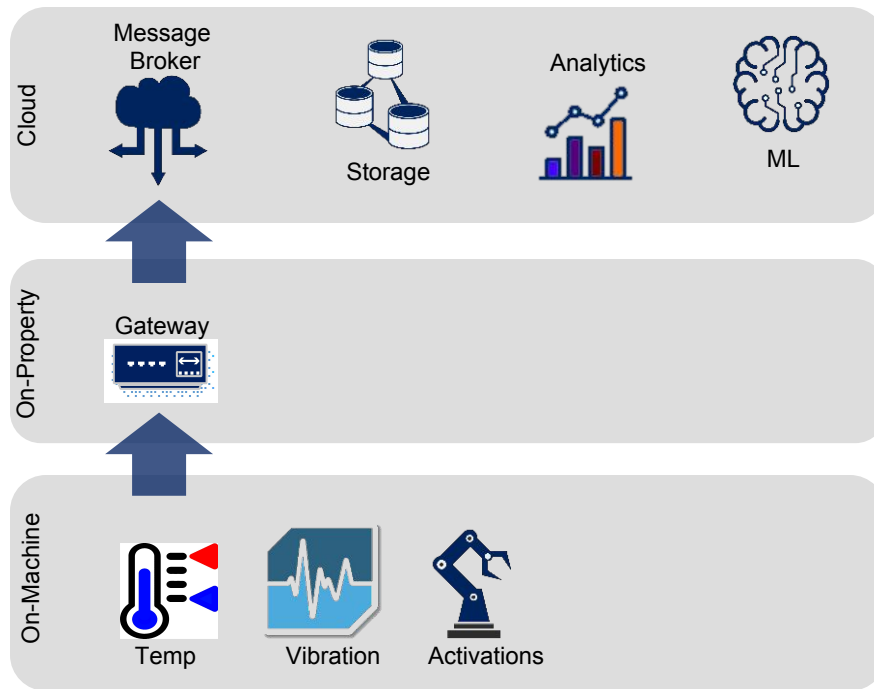 Cloud
Message
Broker
Storage
Analytics
ML
On-Property
Gateway
On-Machine
Temp
Vibration
Activations